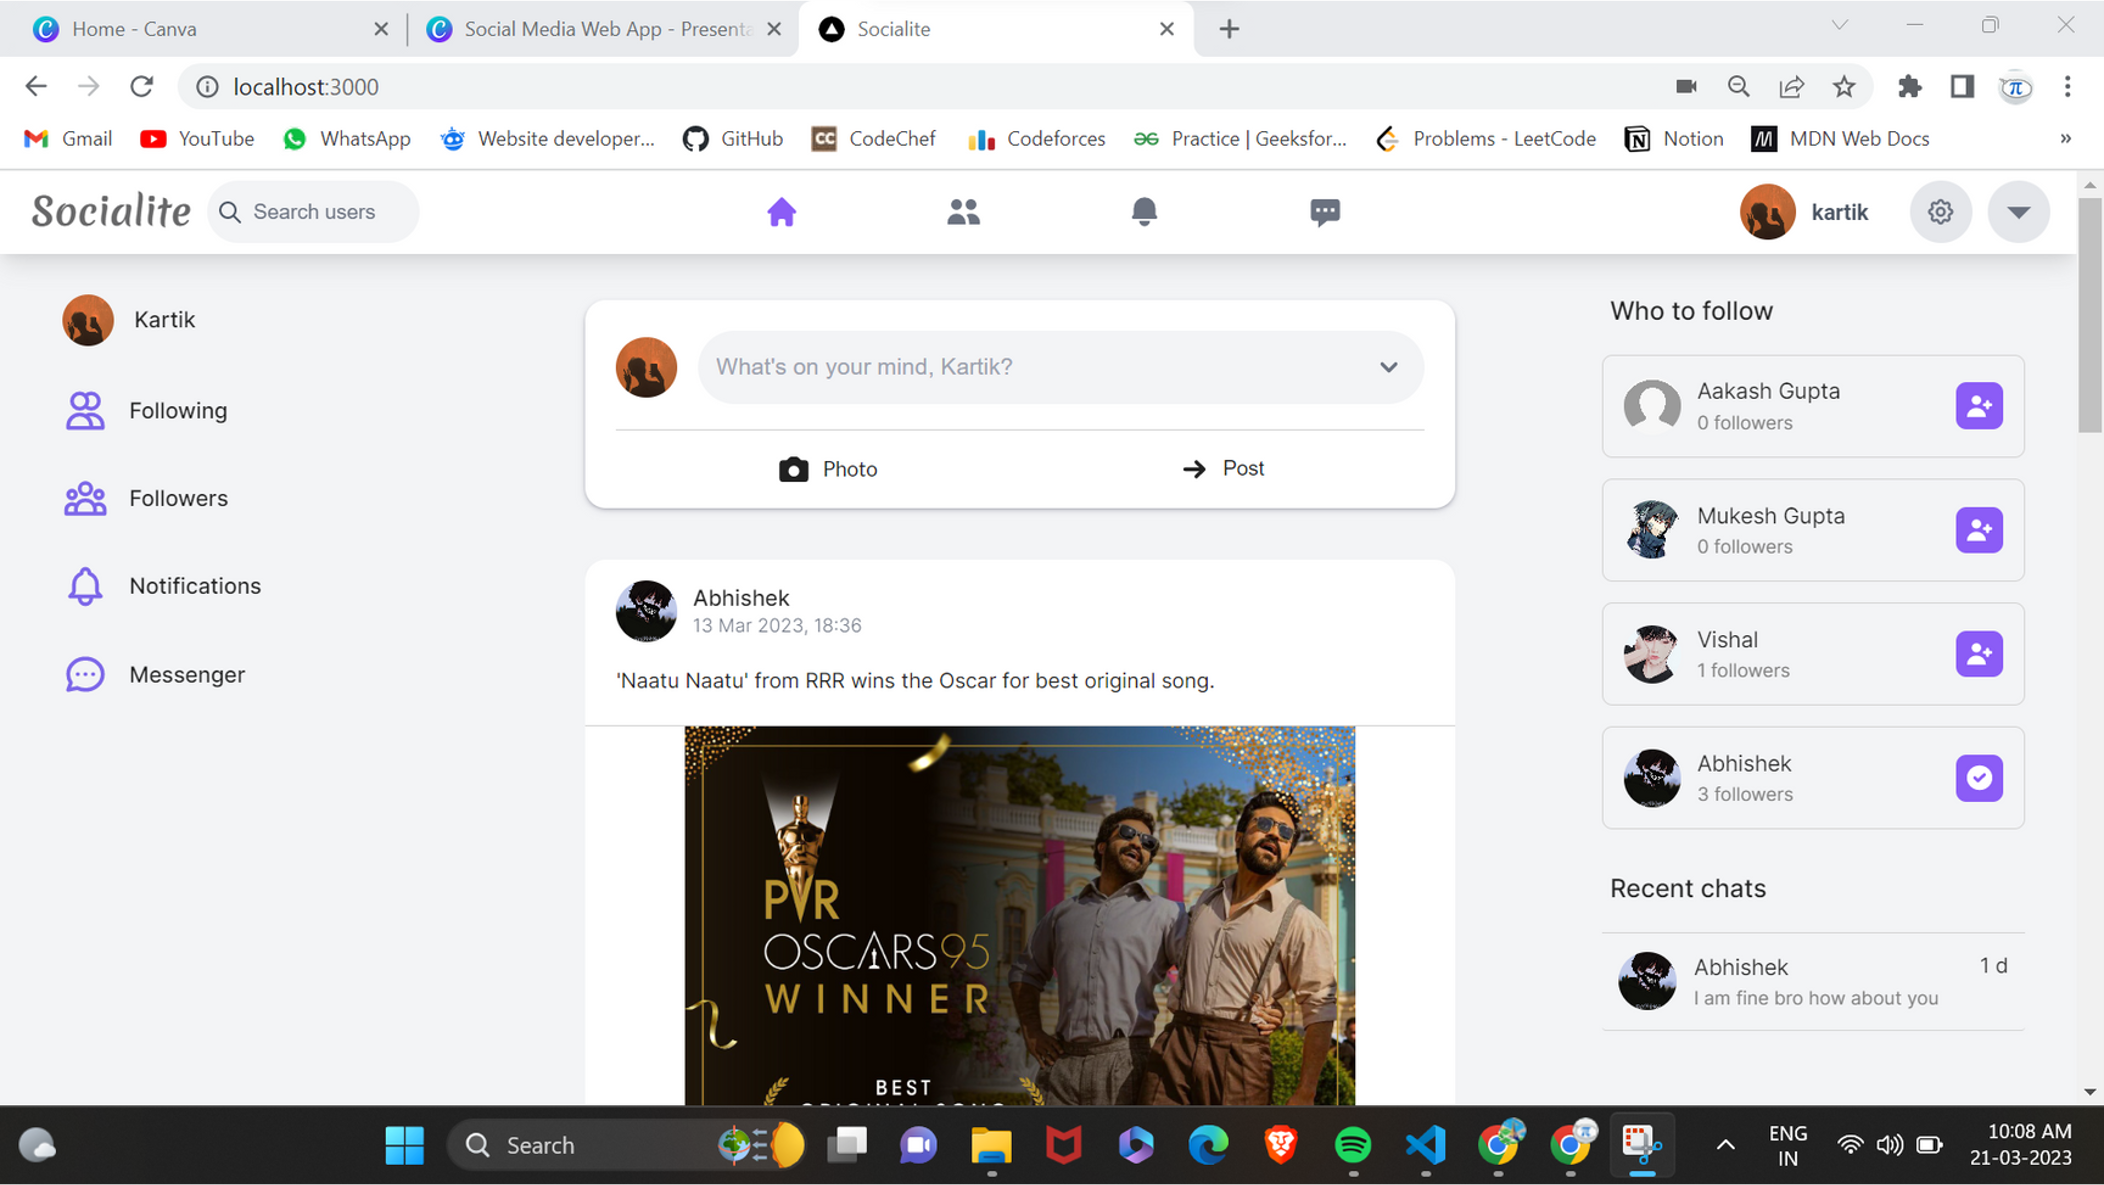 Home - Canva
Social Media Web App - Presenta
Socialite
localhost:3000
Gmail
YouTube
WhatsApp
Website developer...
GitHub
CC
CodeChef
Codeforces
Practice | Geeksfor...
Problems - LeetCode
Notion
MDN Web Docs
»
Socialite
Search users
kartik
Kartik
Following
Followers
Notifications
Messenger
What's on your mind, Kartik?
Photo
Post
Abhishek
13 Mar 2023, 18:36
'Naatu Naatu' from RRR wins the Oscar for best original song.
PVR
OSCARS95
WINNER
BEST
ORIGINAL SONG
Who to follow
Aakash Gupta
0 followers
Mukesh Gupta
0 followers
Vishal
1 followers
Abhishek
3 followers
Recent chats
Abhishek
1 d
I am fine bro how about you
Search
ENG
IN
10:08 AM
21-03-2023